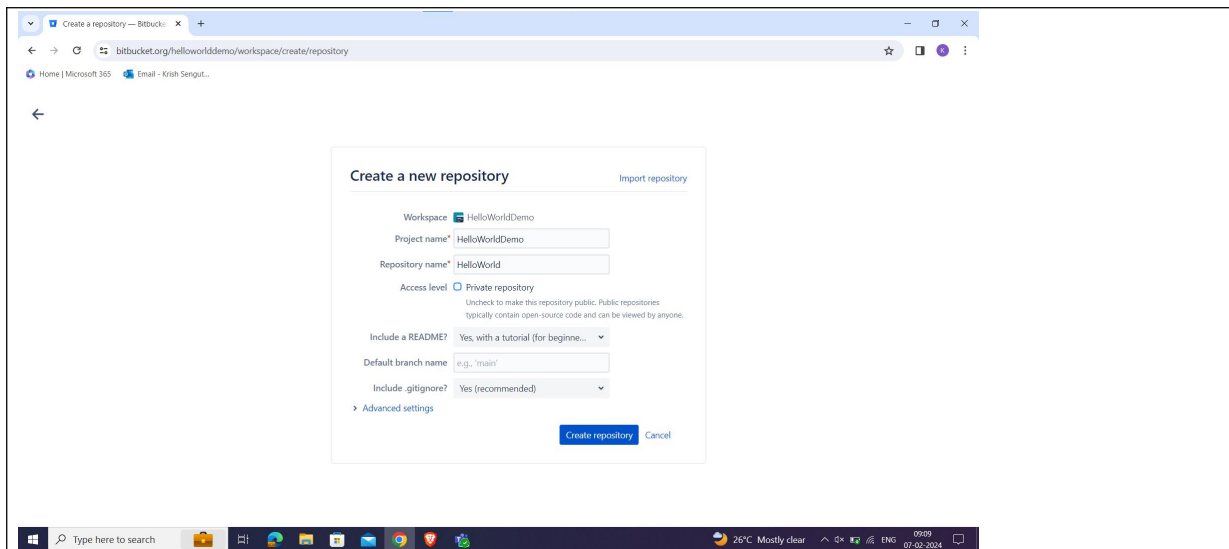 Create a repository — Bitbucke
bitbucket.org/helloworlddemo/workspace/create/repository
K
Home | Microsoft 365 Email - Krish Sengut...
Create a new repository
Import repository
Workspace HelloWorldDemo
Project name* HelloWorldDemo
Repository name* HelloWorld
Access level Private repository
Uncheck to make this repository public. Public repositories
typically contain open-source code and can be viewed by anyone.
Include a README? Yes, with a tutorial (for beginne...
Default branch name e.g., 'main'
Include .gitignore? Yes (recommended)
Advanced settings
Create repository Cancel
Type here to search
26°C Mostly clear
ENG
09:09
07-02-2024